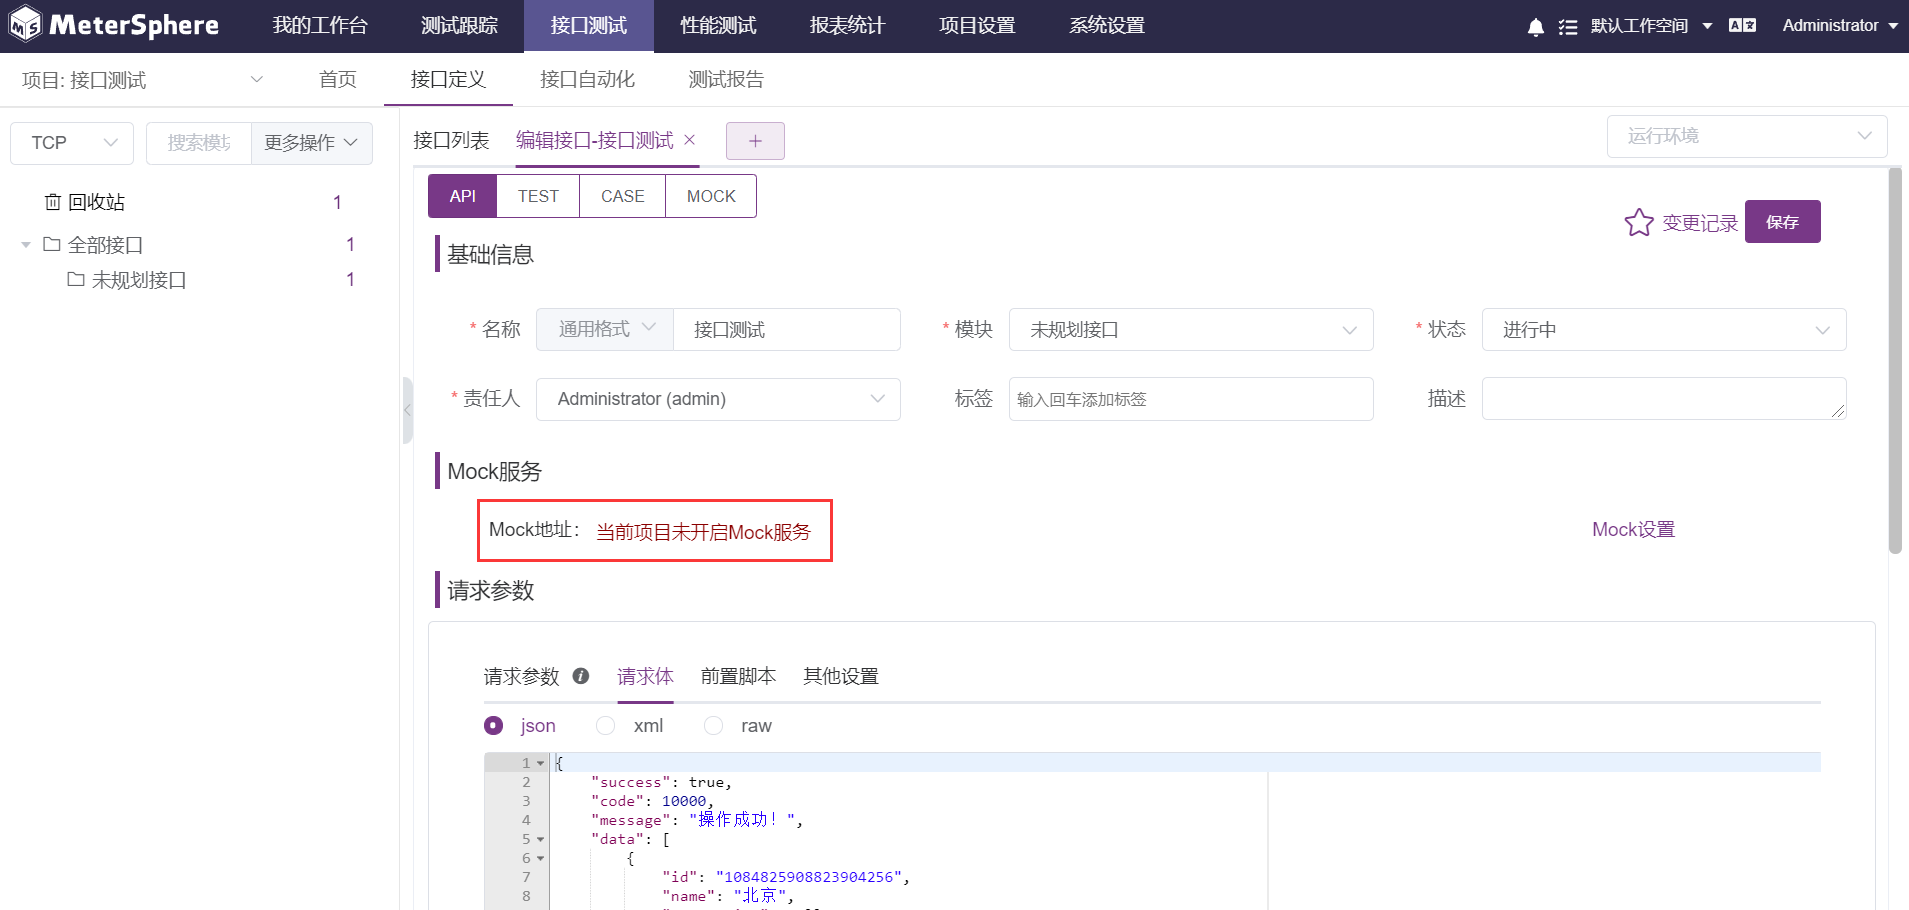 MeterSphere 我的工作台 测试跟踪 接口测试 性能测试 报表统计 项目设置 系统设置 默认工作空间 Administrator
项目: 接口测试 首页 接口定义 接口自动化 测试报告
TCP 搜索模块 更多操作 接口列表 编辑接口-接口测试 × + 运行环境
API TEST CASE MOCK
回收站 1
变更记录 保存
全部接口 1
基础信息
未规划接口 1
* 名称 通用格式 接口测试 * 模块 未规划接口 * 状态 进行中
* 责任人 Administrator (admin) 标签 输入回车添加标签 描述
Mock服务
Mock地址: 当前项目未开启Mock服务 Mock设置
请求参数
请求参数 请求体 前置脚本 其他设置
json xml raw
1 {
2 "success": true,
3 "code": 10000,
4 "message": "操作成功！",
5 "data": [
6 {
7 "id": "1084825908823904256",
8 "name": "北京",